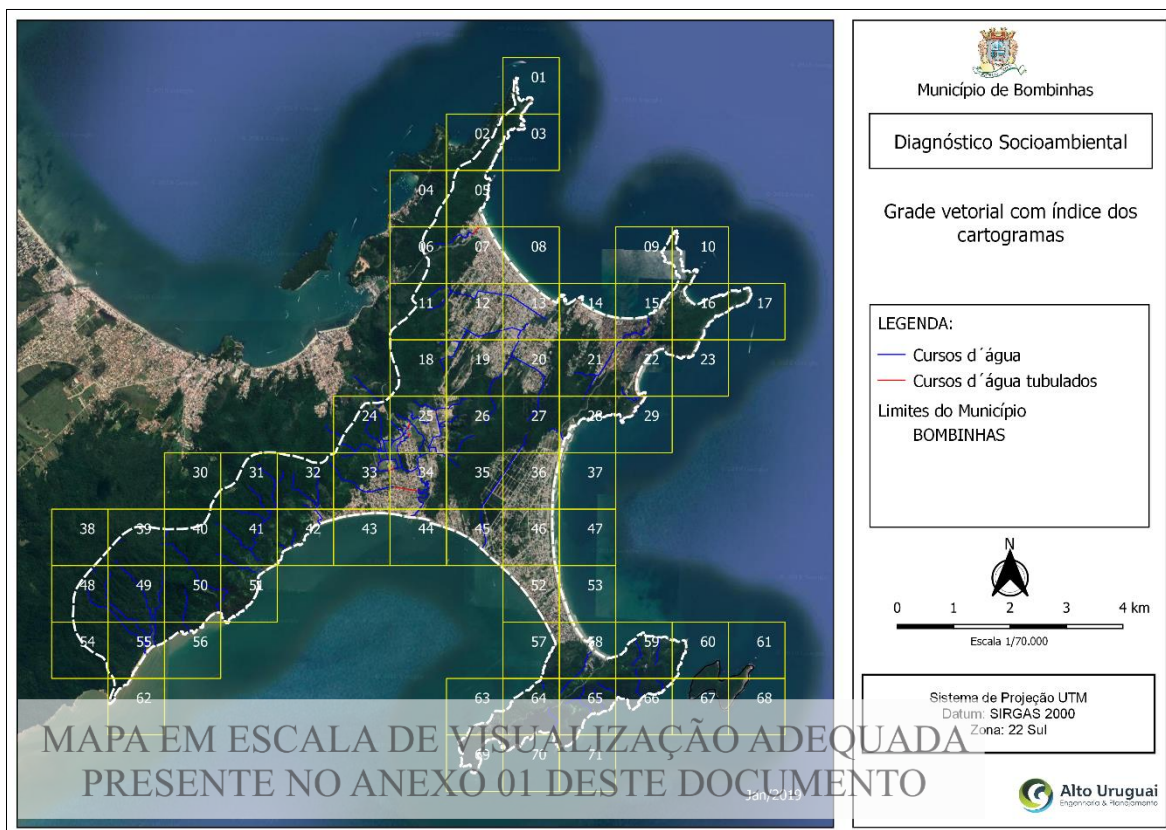 01
02 03
04 05
06 07 08 09 10
11 12 13 14 15 16 17
18 19 20 21 22 23
24 25 26 27 28 29
30 31 32 33 34 35 36 37
38 39 40 41 42 43 44 45 46 47
48 49 50 51 52 53
54 55 56 57 58 59 60 61
62 63 64 65 66 67 68
69 70 71
MAPA EM ESCALA DE VISUALIZAÇÃO ADEQUADA
PRESENTE NO ANEXO 01 DESTE DOCUMENTO
Jan/2019
Município de Bombinhas
Diagnóstico Socioambiental
Grade vetorial com índice dos
cartogramas
LEGENDA:
Cursos d´água
Cursos d´água tubulados
Limites do Município
BOMBINHAS
N
0 1 2 3 4 km
Escala 1/70.000
Sistema de Projeção UTM
Datum: SIRGAS 2000
Zona: 22 Sul
Alto Uruguai
Engenharia & Planejamento